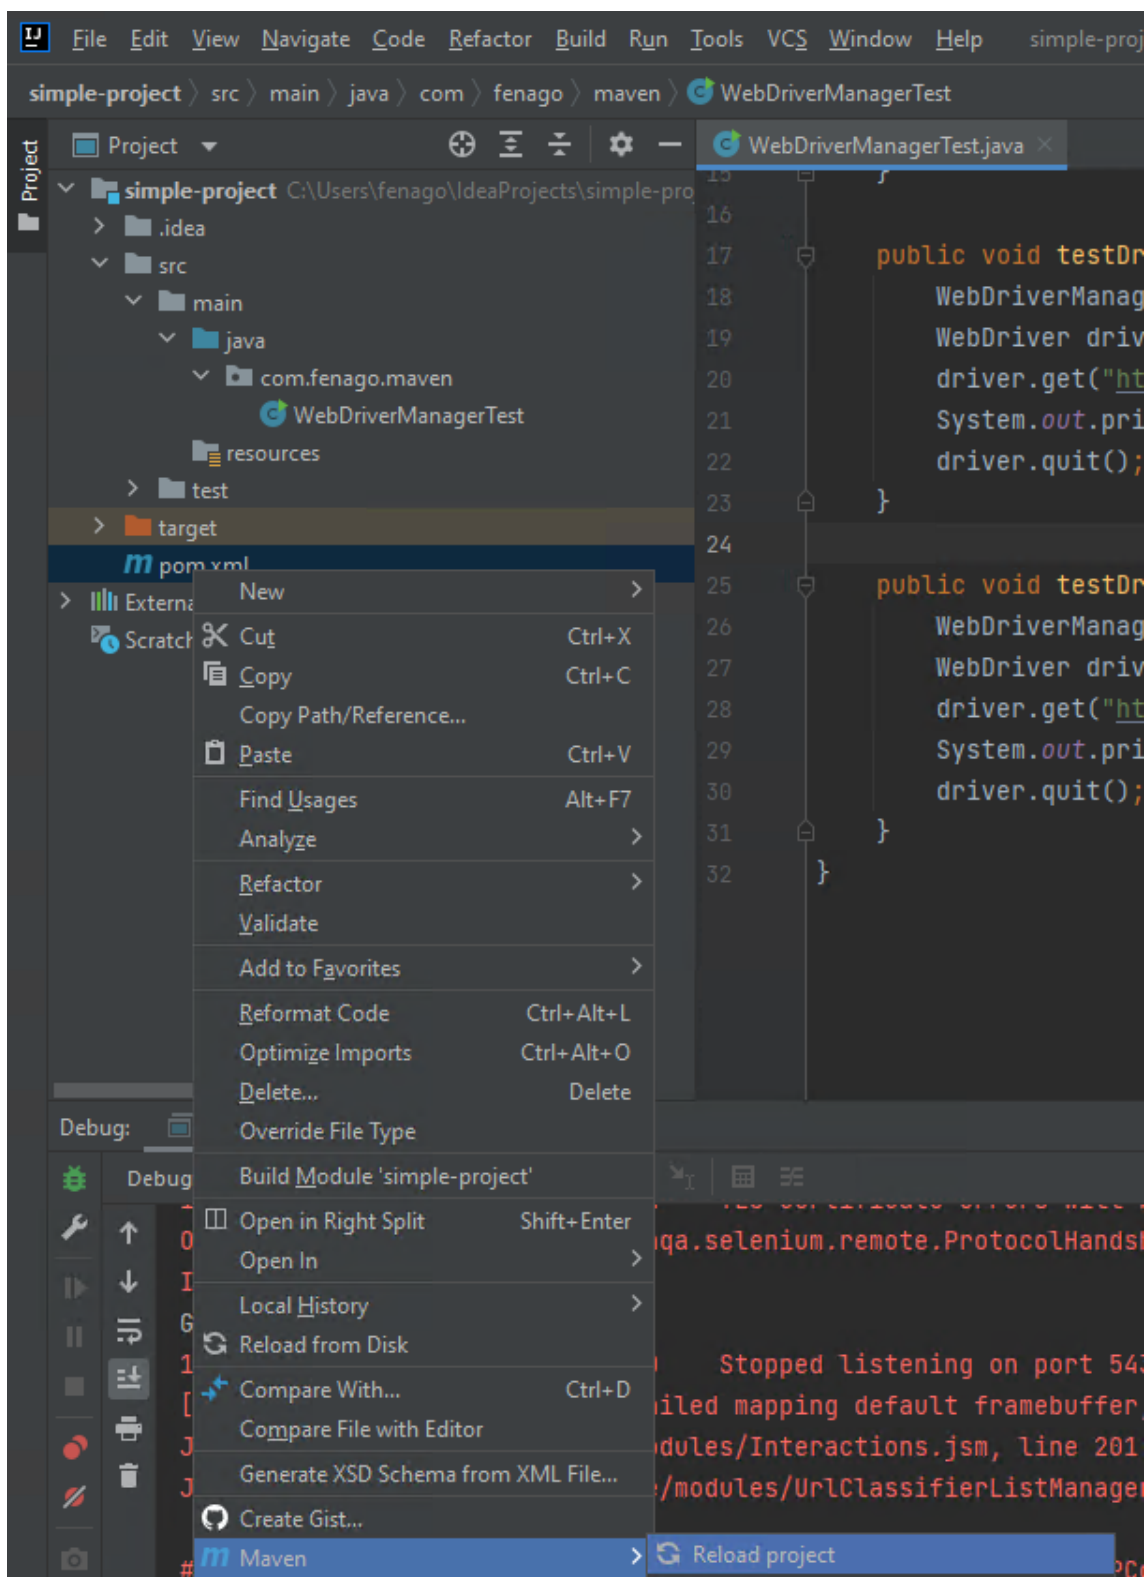 IJ File Edit View Navigate Code Refactor Build Run Tools VCS Window Help simple-proj
simple-project src main java com fenago maven WebDriverManagerTest
Project
Project
WebDriverManagerTest.java
simple-project C:\Users\fenago\IdeaProjects\simple-pro
.idea
src
main
java
com.fenago.maven
WebDriverManagerTest
resources
test
target
pom.xml
Externa
Scratch
15 }
16
17 public void testDr
18 WebDriverManag
19 WebDriver driv
20 driver.get("ht
21 System.out.pri
22 driver.quit();
23 }
24
25 public void testDr
26 WebDriverManag
27 WebDriver driv
28 driver.get("ht
29 System.out.pri
30 driver.quit();
31 }
32 }
New
Cut Ctrl+X
Copy Ctrl+C
Copy Path/Reference...
Paste Ctrl+V
Find Usages Alt+F7
Analyze
Refactor
Validate
Add to Favorites
Reformat Code Ctrl+Alt+L
Optimize Imports Ctrl+Alt+O
Delete... Delete
Override File Type
Build Module 'simple-project'
Open in Right Split Shift+Enter
Open In
Local History
Reload from Disk
Compare With... Ctrl+D
Compare File with Editor
Generate XSD Schema from XML File...
Create Gist...
Maven
Reload project
Debug:
Debug
qa.selenium.remote.ProtocolHandsh
Stopped listening on port 543
iled mapping default framebuffer,
dules/Interactions.jsm, line 201
/modules/UrlClassifierListManager
#